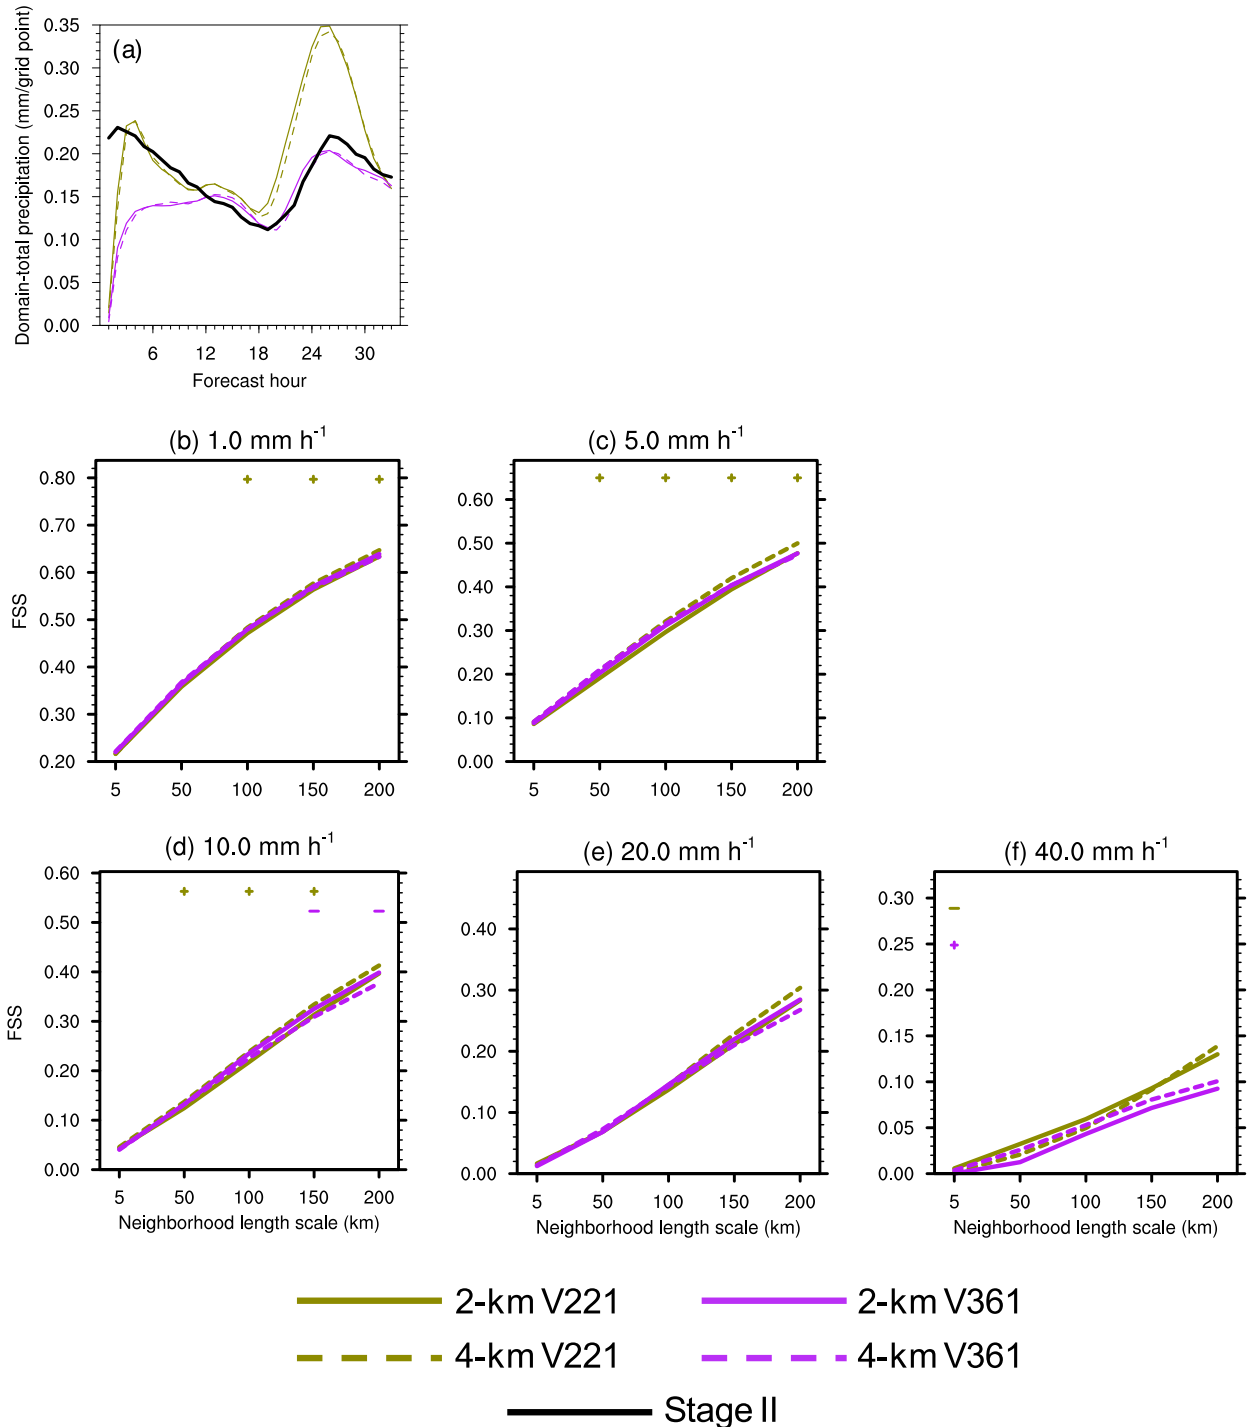 (a)
Domain-total precipitation (mm/grid point)
0.35
0.30
0.25
0.20
0.15
0.10
0.05
0.00
6 12 18 24 30
Forecast hour
(b) 1.0 mm h⁻¹
FSS
0.80
0.70
0.60
0.50
0.40
0.30
0.20
+ + +
5 50 100 150 200
(c) 5.0 mm h⁻¹
0.60
0.50
0.40
0.30
0.20
0.10
0.00
+ + + +
5 50 100 150 200
(d) 10.0 mm h⁻¹
FSS
0.60
0.50
0.40
0.30
0.20
0.10
0.00
+ + +
− −
5 50 100 150 200
Neighborhood length scale (km)
(e) 20.0 mm h⁻¹
0.40
0.30
0.20
0.10
0.00
5 50 100 150 200
Neighborhood length scale (km)
(f) 40.0 mm h⁻¹
0.30
0.25
0.20
0.15
0.10
0.05
0.00
−
+
5 50 100 150 200
Neighborhood length scale (km)
2-km V221
2-km V361
4-km V221
4-km V361
Stage II